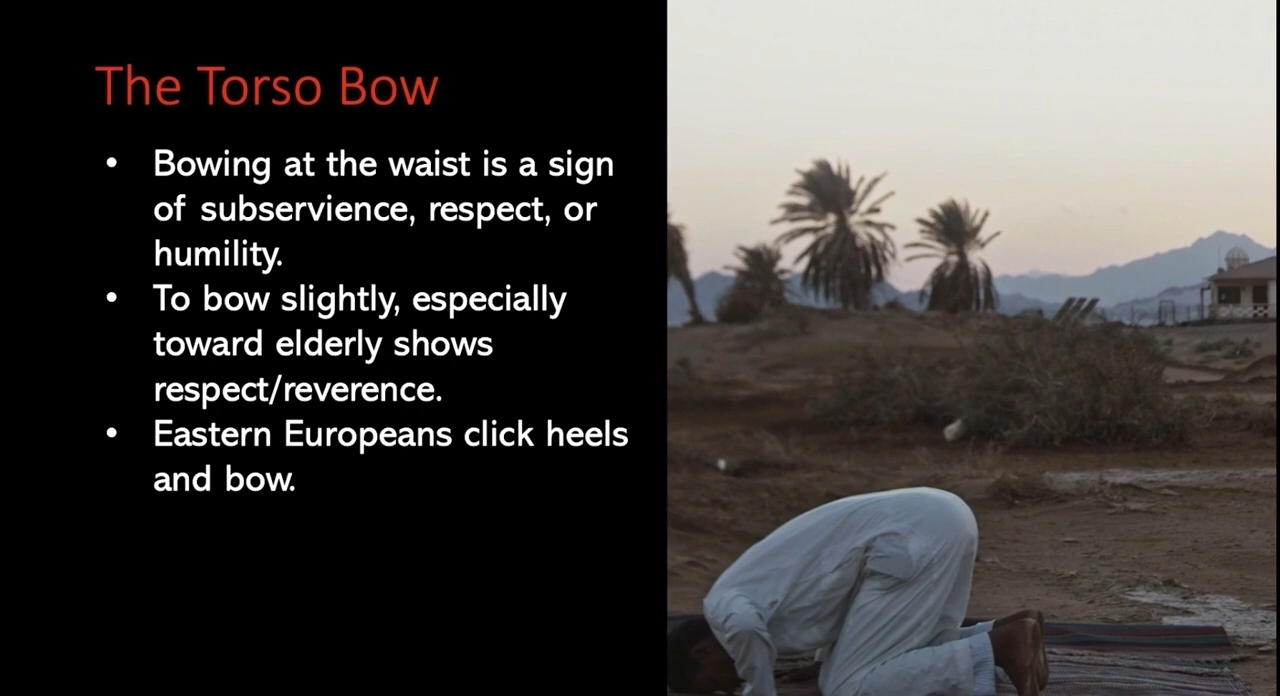 The Torso Bow
• Bowing at the waist is a sign
of subservience, respect, or
humility.
• To bow slightly, especially
toward elderly shows
respect/reverence.
• Eastern Europeans click heels
and bow.